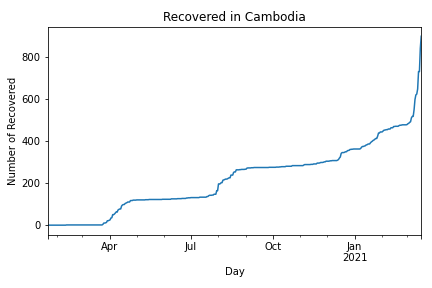 Recovered in Cambodia
Number of Recovered
800
600
400
200
0
Apr
Jul
Oct
Jan
2021
Day